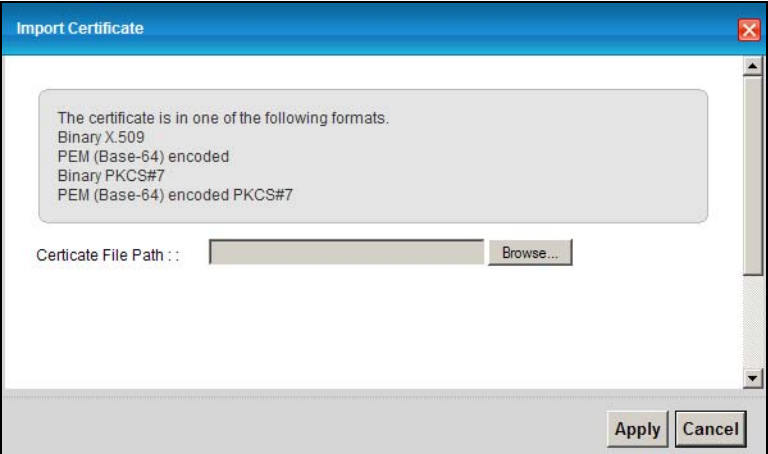 Import Certificate
The certificate is in one of the following formats.
Binary X.509
PEM (Base-64) encoded
Binary PKCS#7
PEM (Base-64) encoded PKCS#7
Certicate File Path : :
Browse...
Apply
Cancel